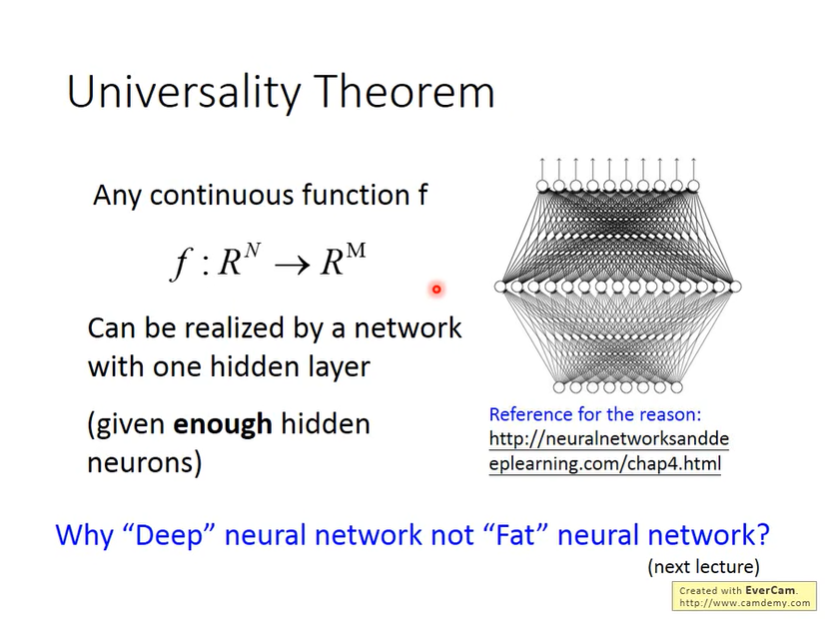 Universality Theorem
Any continuous function f
f : R^N → R^M
Can be realized by a network
with one hidden layer
(given enough hidden
neurons)
Reference for the reason:
http://neuralnetworksandde
eplearning.com/chap4.html
Why “Deep” neural network not “Fat” neural network?
(next lecture)
Created with EverCam.
http://www.camdemy.com